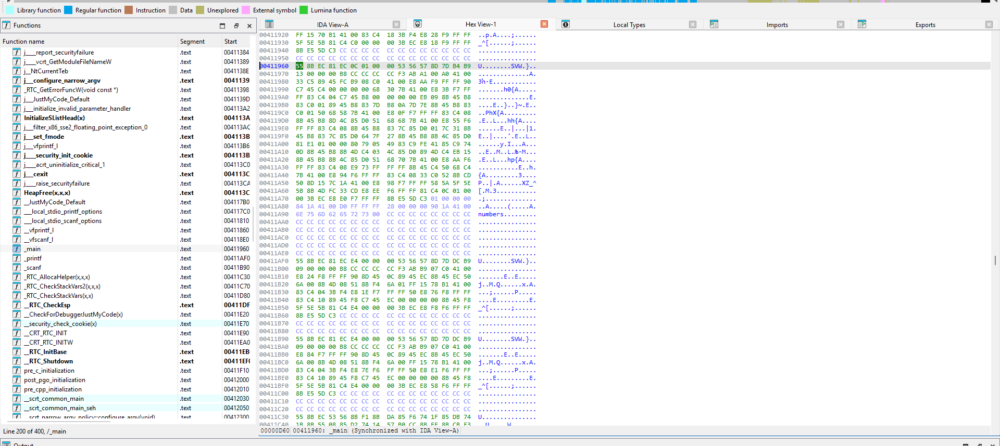 Library function Regular function Instruction Data Unexplored External symbol Lumina function
Functions
Function name Segment Start
j____report_securityfailure .text 00411384
j____vcrt_GetModuleFileNameW .text 00411389
j__NtCurrentTeb .text 0041138E
j___configure_narrow_argv .text 0041139
_RTC_GetErrorFuncW(void const *) .text 00411398
j___JustMyCode_Default .text 0041139D
j___initialize_invalid_parameter_handler .text 004113A2
InitializeSListHead(x) .text 004113A
j___filter_x86_sse2_floating_point_exception_0 .text 004113AC
j___set_fmode .text 004113B
j___vfprintf_l .text 004113B6
j____security_init_cookie .text 004113B
j____acrt_uninitialize_critical_1 .text 004113C0
j___cexit .text 004113C
j____raise_securityfailure .text 004113CA
HeapFree(x,x,x) .text 004113C
__JustMyCode_Default .text 004117B0
___local_stdio_printf_options .text 004117C0
___local_stdio_scanf_options .text 00411810
__vfprintf_l .text 00411860
__vfscanf_l .text 004118E0
_main .text 00411960
_printf .text 00411AF0
_scanf .text 00411B90
_RTC_AllocaHelper(x,x,x) .text 00411C30
_RTC_CheckStackVars2(x,x,x) .text 00411C70
_RTC_CheckStackVars(x,x) .text 00411D80
__RTC_CheckEsp .text 00411DF
__CheckForDebuggerJustMyCode(x) .text 00411E20
__security_check_cookie(x) .text 00411E70
__CRT_RTC_INIT .text 00411E90
__CRT_RTC_INITW .text 00411EA0
__RTC_InitBase .text 00411EB
__RTC_Shutdown .text 00411EF
pre_c_initialization .text 00411F10
post_pgo_initialization .text 00412000
pre_cpp_initialization .text 00412010
__scrt_common_main .text 00412030
__scrt_common_main_seh .text 00412050
__scrt_narrow_argv_policy::configure_argv(void) .text 00412300
Line 200 of 400, /_main
IDA View-A Hex View-1 Local Types Imports Exports
00411920 FF 15 70 B1 41 00 83 C4 18 3B F4 E8 28 F9 FF FF ..p.A....;......
00411930 5F 5E 5B 81 C4 C0 00 00 00 3B EC E8 18 F9 FF FF _^[......;......
00411940 8B E5 5D C3 CC CC CC CC CC CC CC CC CC CC CC CC ................
00411950 CC CC CC CC CC CC CC CC CC CC CC CC CC CC CC CC ................
00411960 55 8B EC 81 EC 0C 01 00 00 53 56 57 8D 7D B4 B9 U........SVW.}..
00411970 13 00 00 00 B8 CC CC CC CC F3 AB A1 00 A0 41 00 ..............A.
00411980 33 C5 89 45 FC B9 08 C0 41 00 E8 AA F9 FF FF 90
00411990 C7 45 C4 00 00 00 00 68 30 7B 41 00 E8 3B F7 FF .......h0{A.....
004119A0 FF 83 C4 04 C7 45 B8 00 00 00 00 EB 09 8B 45 B8 ..............E.
004119B0 83 C0 01 89 45 B8 83 7D B8 0A 7D 7E 8B 45 B8 83 ....E..}..}~.E..
004119C0 C0 01 50 68 58 7B 41 00 E8 0F F7 FF FF 83 C4 08 ..PhX{A.........
004119D0 8B 45 B8 8D 4C 85 D0 51 68 68 7B 41 00 E8 55 F6 .E..L...hh{A....
004119E0 FF FF 83 C4 08 8B 45 B8 83 7C 85 D0 01 7C 31 8B ......E..|...|1.
004119F0 45 B8 83 7C 85 D0 64 7F 27 8B 45 B8 8B 4C 85 D0 E..|....'.E..L..
00411A00 81 E1 01 00 00 80 79 05 49 83 C9 FE 41 85 C9 74 ......y.I...A...
00411A10 0D 8B 45 B8 8B 4D C4 03 4C 85 D0 89 4D C4 EB 15
00411A20 8B 45 B8 8B 4C 85 D0 51 68 70 7B 41 00 E8 AA F6 .E..L...hp{A....
00411A30 FF FF 83 C4 08 E9 73 FF FF FF 8B 45 C4 50 68 C4 ...........E..h.
00411A40 7B 41 00 E8 94 F6 FF FF 83 C4 08 33 C0 52 8B CD {A.........3....
00411A50 50 8D 15 7C 1A 41 00 E8 98 F7 FF FF 58 5A 5F 5E P..|.A......XZ_^
00411A60 5B 8B 4D FC 33 CD E8 EE F6 FF FF 81 C4 0C 01 00 [.M.3...........
00411A70 00 3B EC E8 E0 F7 FF FF 8B E5 5D C3 01 00 00 00 .;..............
00411A80 84 1A 41 00 D0 FF FF FF 28 00 00 00 90 1A 41 00 ..A.....(.....A.
00411A90 6E 75 6D 62 65 72 73 00 CC CC CC CC CC CC CC CC numbers.........
00411AA0 CC CC CC CC CC CC CC CC CC CC CC CC CC CC CC CC ................
00411AB0 CC CC CC CC CC CC CC CC CC CC CC CC CC CC CC CC ................
00411AC0 CC CC CC CC CC CC CC CC CC CC CC CC CC CC CC CC ................
00411AD0 CC CC CC CC CC CC CC CC CC CC CC CC CC CC CC CC ................
00411AE0 CC CC CC CC CC CC CC CC CC CC CC CC CC CC CC CC ................
00411AF0 55 8B EC 81 EC E4 00 00 00 53 56 57 8D 7D DC B9 U........SVW.}..
00411B00 09 00 00 00 B8 CC CC CC CC F3 AB B9 07 C0 41 00 ................
00411B10 E8 24 F8 FF FF 90 8D 45 0C 89 45 EC 8B 45 EC 50 .......E..E.....
00411B20 6A 00 8B 4D 08 51 8B F4 6A 01 FF 15 78 B1 41 00 j..M.Q......x.A.
00411B30 83 C4 04 3B F4 E8 1E F7 FF FF 50 E8 76 F8 FF FF ...;......P.....
00411B40 83 C4 10 89 45 F8 C7 45 EC 00 00 00 00 8B 45 F8 ....E.........E.
00411B50 5F 5E 5B 81 C4 E4 00 00 00 3B EC E8 F8 F6 FF FF _^[......;......
00411B60 8B E5 5D C3 CC CC CC CC CC CC CC CC CC CC CC CC ................
00411B70 CC CC CC CC CC CC CC CC CC CC CC CC CC CC CC CC ................
00411B80 CC CC CC CC CC CC CC CC CC CC CC CC CC CC CC CC ................
00411B90 55 8B EC 81 EC E4 00 00 00 53 56 57 8D 7D DC B9 U........SVW.}..
00411BA0 09 00 00 00 B8 CC CC CC CC F3 AB B9 07 C0 41 00 ................
00411BB0 E8 84 F7 FF FF 90 8D 45 0C 89 45 EC 8B 45 EC 50 .......E..E.....
00411BC0 6A 00 8B 4D 08 51 8B F4 6A 00 FF 15 78 B1 41 00 j..M.Q......x.A.
00411BD0 83 C4 04 3B F4 E8 7E F6 FF FF 50 E8 E1 F6 FF FF ...;......P.....
00411BE0 83 C4 10 89 45 F8 C7 45 EC 00 00 00 00 8B 45 F8 ....E.........E.
00411BF0 5F 5E 5B 81 C4 E4 00 00 00 3B EC E8 58 F6 FF FF _^[......;......
00411C00 8B E5 5D C3 CC CC CC CC CC CC CC CC CC CC CC CC ................
00411C10 CC CC CC CC CC CC CC CC CC CC CC CC CC CC CC CC ................
00411C20 CC CC CC CC CC CC CC CC CC CC CC CC CC CC CC CC ................
00411C30 55 8B EC 53 56 8B F1 8B DA 85 F6 74 1F 85 DB 74 U...............
00411C40 1B 8B 55 08 85 D2 74 14 57 B0 CC 8B FE 8B CB F3 ..U.....W.......
00000D60 00411960: _main (Synchronized with IDA View-A)
Output